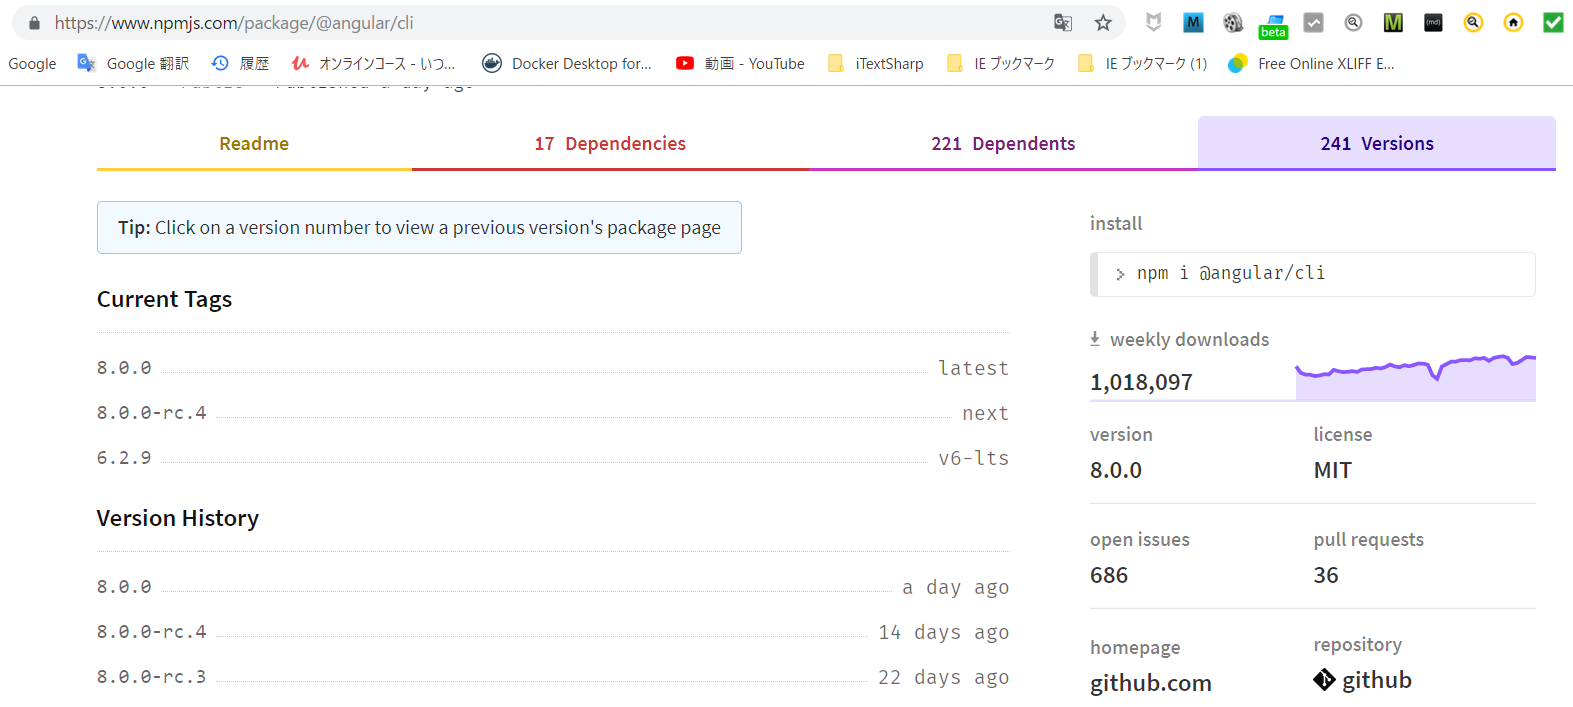 https://www.npmjs.com/package/@angular/cli
M
beta
M
(md)
Google
Google 翻訳
履歴
オンラインコース - いつ...
Docker Desktop for...
動画 - YouTube
iTextSharp
IE ブックマーク
IE ブックマーク (1)
Free Online XLIFF E...
Readme
17 Dependencies
221 Dependents
241 Versions
Tip: Click on a version number to view a previous version's package page
Current Tags
8.0.0 latest
8.0.0-rc.4 next
6.2.9 v6-lts
Version History
8.0.0 a day ago
8.0.0-rc.4 14 days ago
8.0.0-rc.3 22 days ago
install
> npm i @angular/cli
weekly downloads
1,018,097
version
8.0.0
license
MIT
open issues
686
pull requests
36
homepage
github.com
repository
github